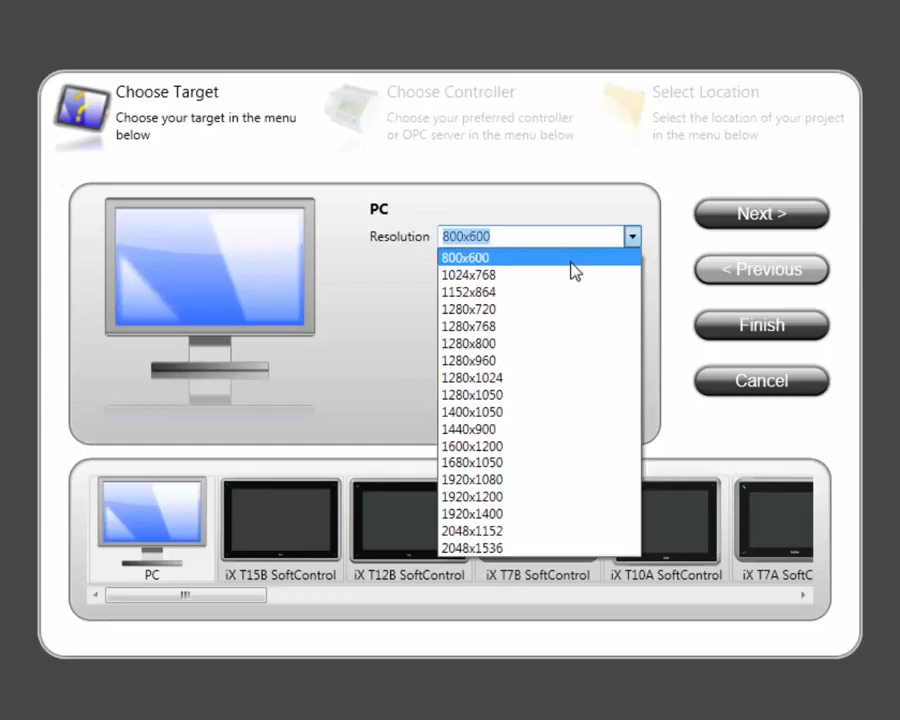 Choose Target
Choose your target in the menu
below
Choose Controller
Choose your preferred controller
or OPC server in the menu below
Select Location
Select the location of your project
in the menu below
PC
Resolution
800x600
800x600
1024x768
1152x864
1280x720
1280x768
1280x800
1280x960
1280x1024
1280x1050
1400x1050
1440x900
1600x1200
1680x1050
1920x1080
1920x1200
1920x1400
2048x1152
2048x1536
Next >
< Previous
Finish
Cancel
PC
iX T15B SoftControl
iX T12B SoftControl
iX T7B SoftControl
iX T10A SoftControl
iX T7A SoftC